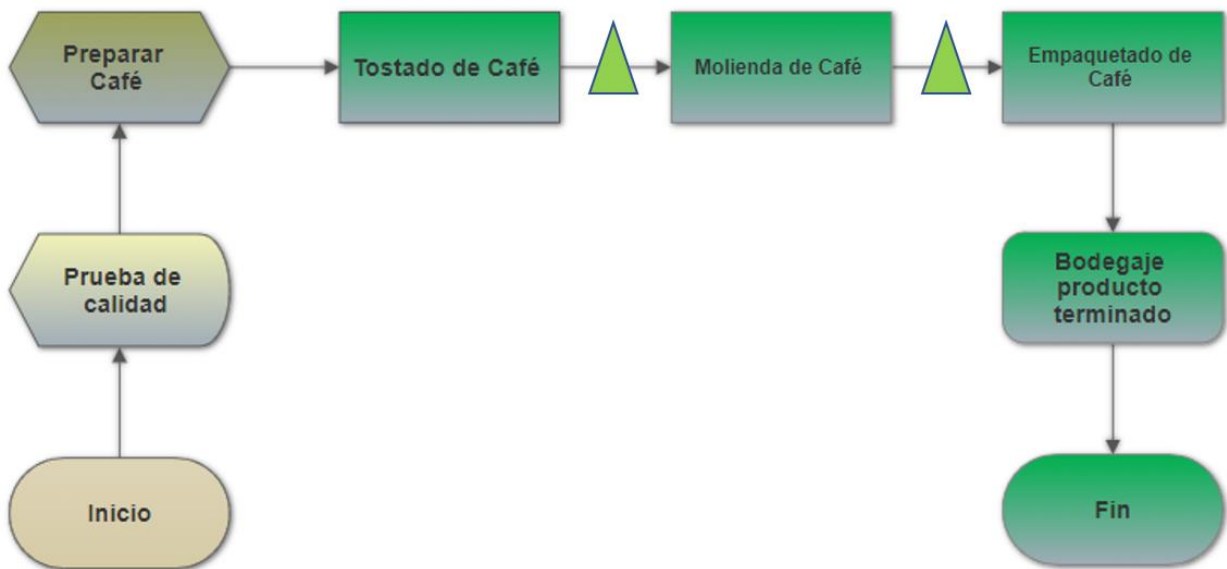 Preparar
Café
Tostado de Café
Molienda de Café
Empaquetado de
Café
Prueba de
calidad
Bodegaje
producto
terminado
Inicio
Fin